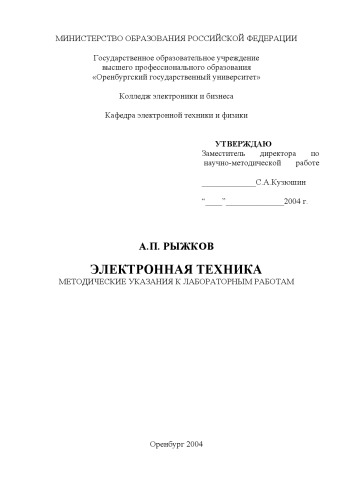 МИНИСТЕРСТВО ОБРАЗОВАНИЯ РОССИЙСКОЙ ФЕДЕРАЦИИ
Государственное образовательное учреждение
высшего профессионального образования
«Оренбургский государственный университет»
Колледж электроники и бизнеса
Кафедра электронной техники и физики
УТВЕРЖДАЮ
Заместитель директора по
научно-методической работе
______________С.А.Кузюшин
“____”_______________2004 г.
А.П. РЫЖКОВ
ЭЛЕКТРОННАЯ ТЕХНИКА
МЕТОДИЧЕСКИЕ УКАЗАНИЯ К ЛАБОРАТОРНЫМ РАБОТАМ
Оренбург 2004